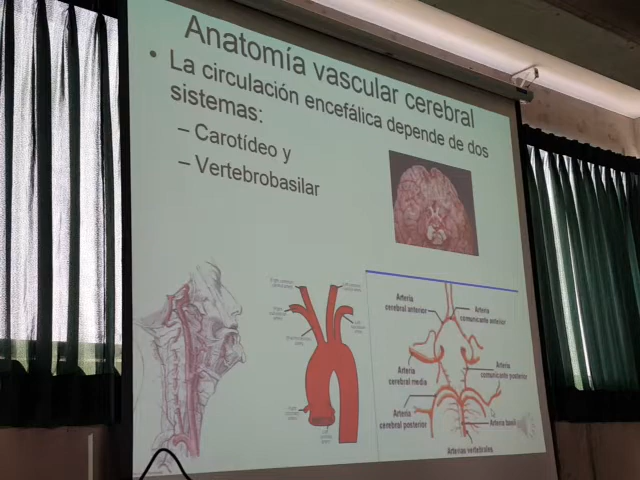 Anatomía vascular cerebral
• La circulación encefálica depende de dos
sistemas:
– Carotídeo y
– Vertebrobasilar
Arteria
cerebral anterior
Arteria
comunicante anterior
Arteria
cerebral media
Arteria
comunicante posterior
Arteria
cerebral posterior
Arteria basilar
Arterias vertebrales